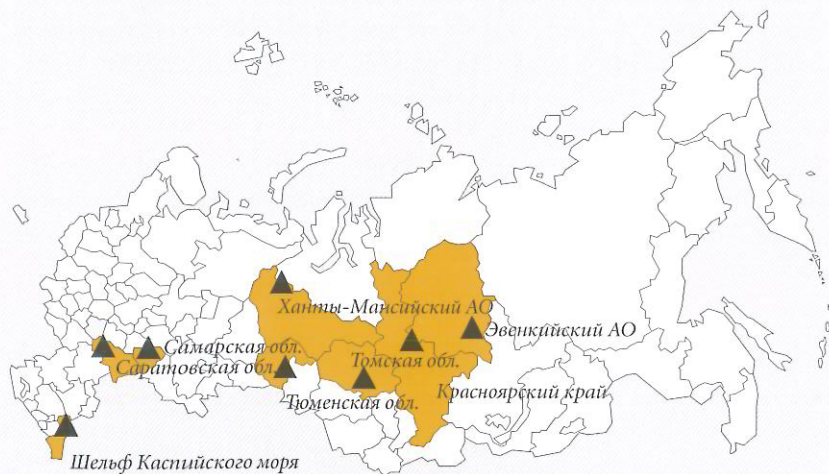 Ханты-Мансийский АО
Эвенкийский АО
Самарская обл.
Томская обл.
Саратовская обл.
Красноярский край
Тюменская обл.
Шельф Каспийского моря